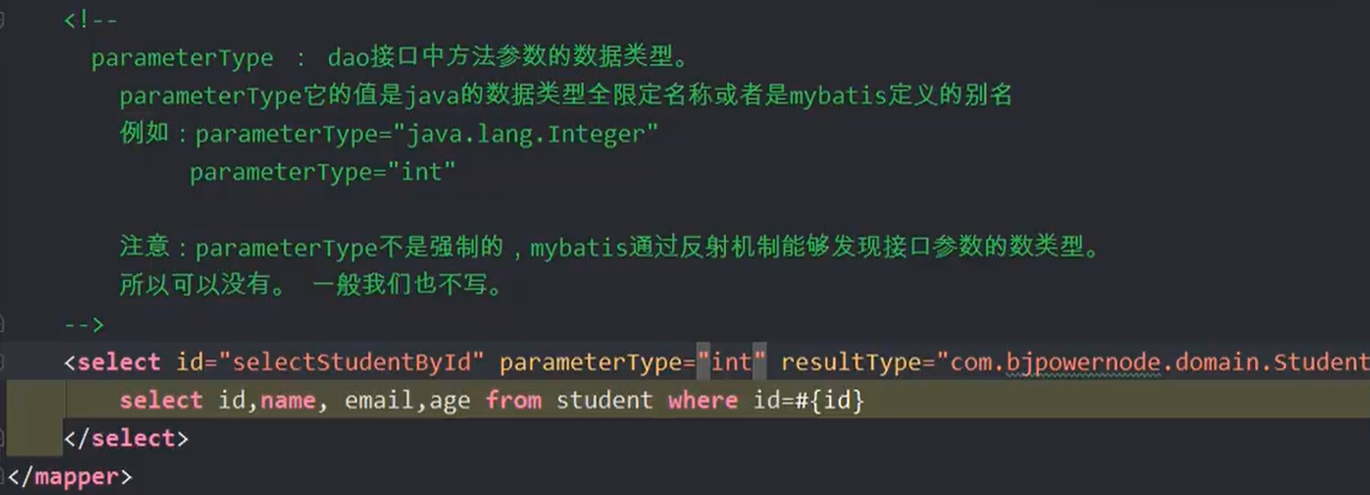 <!--
parameterType : dao接口中方法参数的数据类型。
parameterType它的值是java的数据类型全限定名称或者是mybatis定义的别名
例如：parameterType="java.lang.Integer"
parameterType="int"
注意：parameterType不是强制的，mybatis通过反射机制能够发现接口参数的数类型。
所以可以没有。 一般我们也不写。
-->
<select id="selectStudentById" parameterType="int" resultType="com.bjpowernode.domain.Student
select id,name, email,age from student where id=#{id}
</select>
</mapper>